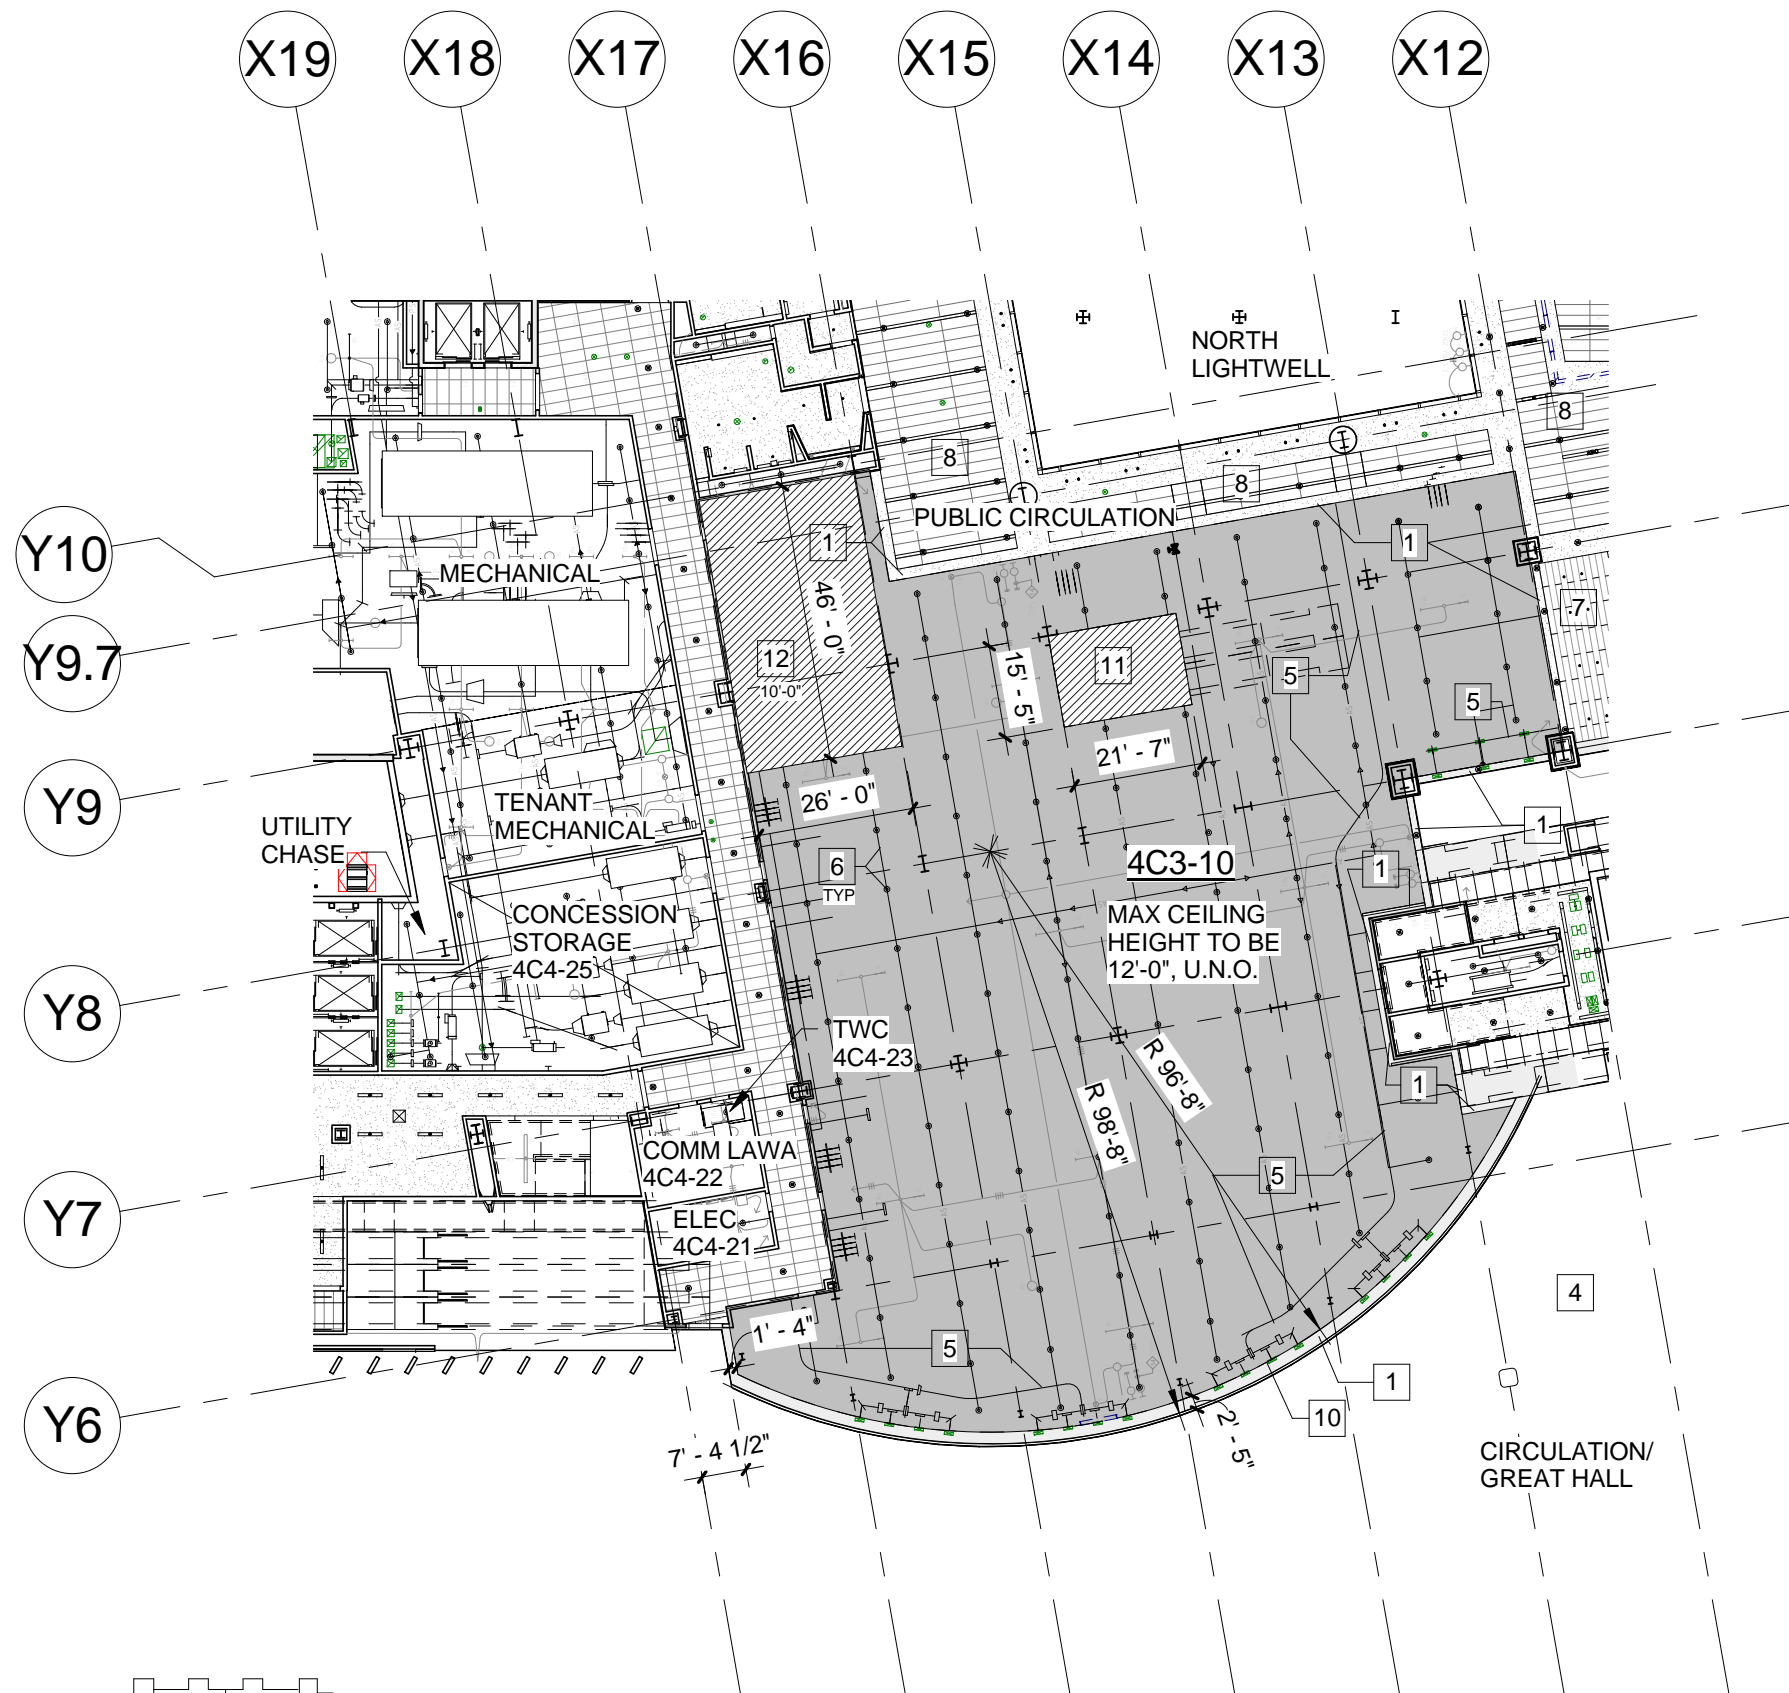 X19
X18
X17
X16
X15
X14
X13
X12
NORTH
LIGHTWELL
8
8
8
PUBLIC CIRCULATION
1
1
Y10
MECHANICAL
46' - 0"
7
Y9.7
12
10'-0"
15' - 5"
11
5
5
21' - 7"
26' - 0"
Y9
TENANT
MECHANICAL
UTILITY
CHASE
1
6
TYP
4C3-10
1
CONCESSION
STORAGE
4C4-25
MAX CEILING
HEIGHT TO BE
12'-0", U.N.O.
Y8
TWC
4C4-23
R 96'-8"
R 98'-8"
1
COMM LAWA
4C4-22
5
Y7
ELEC
4C4-21
4
1' - 4"
5
1
Y6
10
2' - 5"
7' - 4 1/2"
CIRCULATION/
GREAT HALL